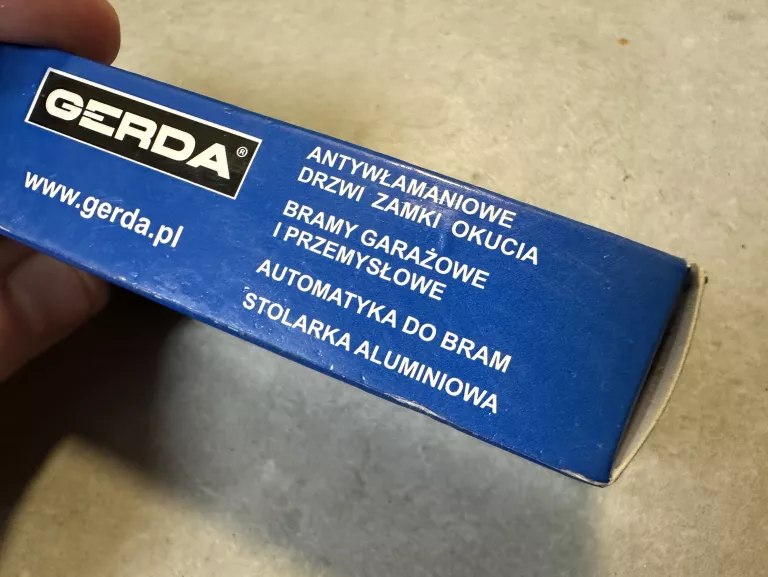 GERDA®
www.gerda.pl
ANTYWŁAMANIOWE
DRZWI ZAMKI OKUCIA
BRAMY GARAŻOWE
I PRZEMYSŁOWE
AUTOMATYKA DO BRAM
STOLARKA ALUMINIOWA